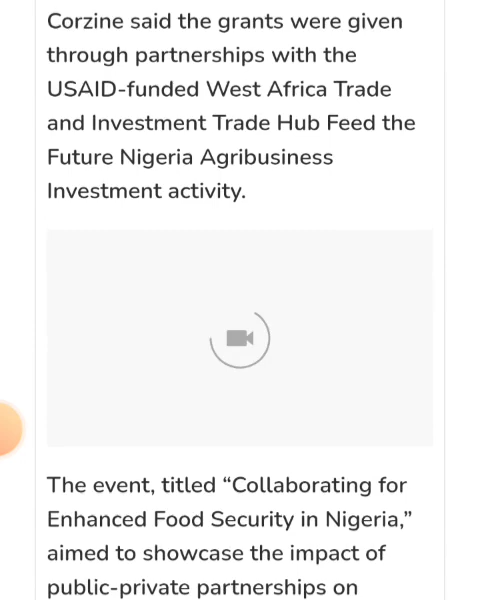 Corzine said the grants were given
through partnerships with the
USAID-funded West Africa Trade
and Investment Trade Hub Feed the
Future Nigeria Agribusiness
Investment activity.
The event, titled “Collaborating for
Enhanced Food Security in Nigeria,”
aimed to showcase the impact of
public-private partnerships on